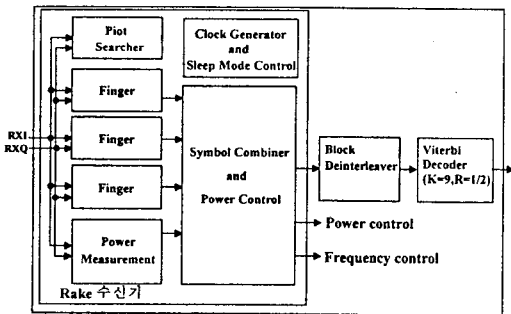 Piot
Searcher
Clock Generator
and
Sleep Mode Control
Finger
RXI
RXQ
Finger
Finger
Power
Measurement
Symbol Combiner
and
Power Control
Block
Deinterleaver
Viterbi
Decoder
(K=9,R=1/2)
Power control
Frequency control
Rake 수신기